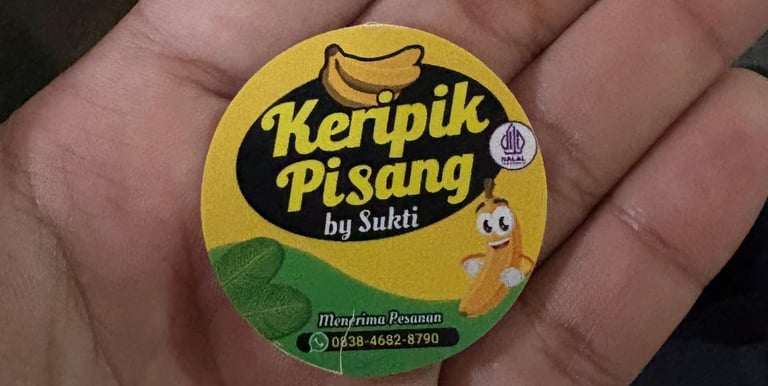 Keripik
Pisang
by Sukti
HALAL
Menerima Pesanan
0838-4682-8790